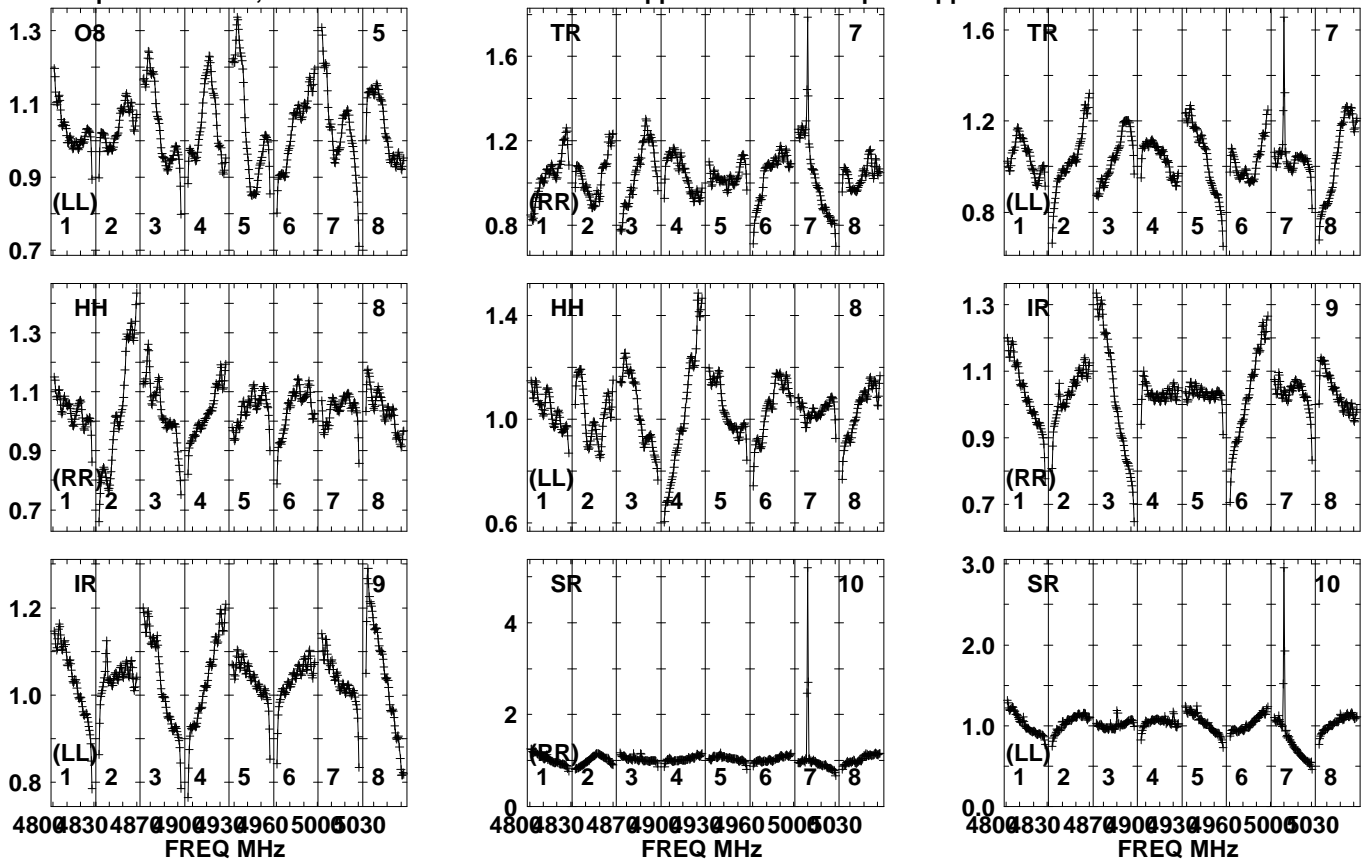 1.3 O8 5 1.6 TR 7 1.6 TR 7
1.1 1.2 1.2
0.9
(LL) 0.8 (RR) 0.8 (LL)
1 2 3 4 5 6 7 8 1 2 3 4 5 6 7 8 1 2 3 4 5 6 7 8
0.7
HH 8 HH 8 IR 9
1.3 1.4 1.3
1.1 1.1
1.0
0.9 0.9
(RR) (LL) (RR)
1 2 3 4 5 6 7 8 1 2 3 4 5 6 7 8 1 2 3 4 5 6 7 8
0.7 0.6 0.7
IR 9 SR 10 3.0 SR 10
1.2 4 2.0
1.0 2 1.0
(LL) (RR) (LL)
0.8 1 2 3 4 5 6 7 8 1 2 3 4 5 6 7 8 1 2 3 4 5 6 7 8
0 0.0
4800 4830 4870 4900 4930 4960 5000 5030 4800 4830 4870 4900 4930 4960 5000 5030 4800 4830 4870 4900 4930 4960 5000 5030
FREQ MHz FREQ MHz FREQ MHz